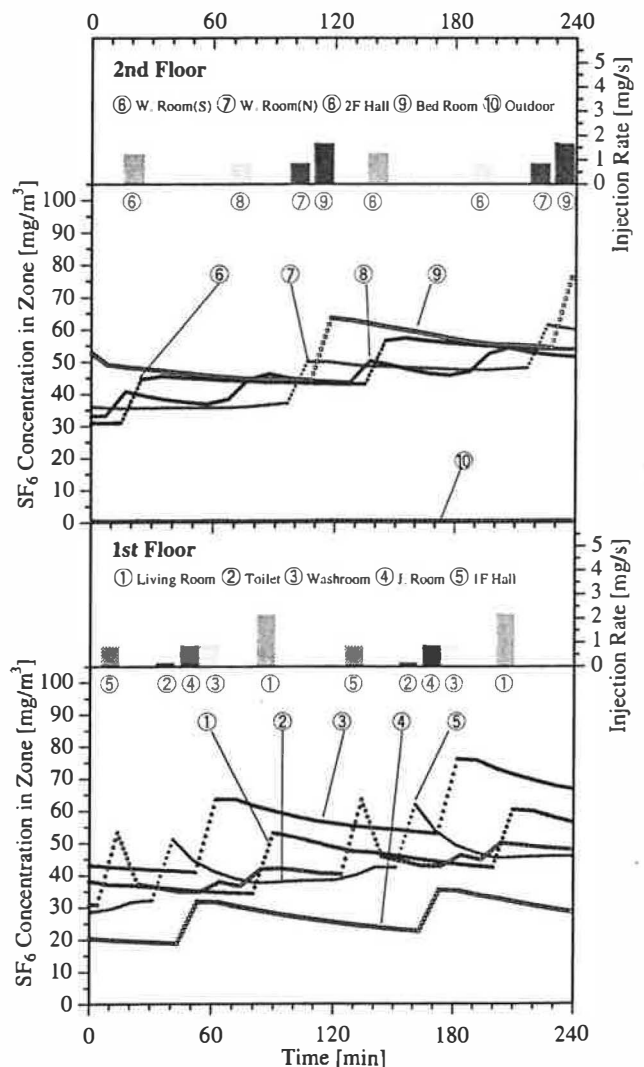 0 60 120 180 240
2nd Floor
⑥ W. Room(S) ⑦ W. Room(N) ⑥ 2F Hall ⑨ Bed Room ⑩ Outdoor
5
4
3
2
1
0
Injection Rate [mg/s]
⑥ ⑧ ⑦ ⑨ ⑥ ⑥ ⑦ ⑨
100
90
80
70
60
50
40
30
20
10
0
SF₆ Concentration in Zone [mg/m³]
⑥ ⑦ ⑧ ⑨
⑩
1st Floor
① Living Room ② Toilet ③ Washroom ④ J. Room ⑤ 1F Hall
5
4
3
2
1
0
Injection Rate [mg/s]
⑤ ② ④ ③ ① ⑤ ② ④ ③ ①
100
90
80
70
60
50
40
30
20
10
0
SF₆ Concentration in Zone [mg/m³]
① ② ③ ④ ⑤
0 60 120 180 240
Time [min]